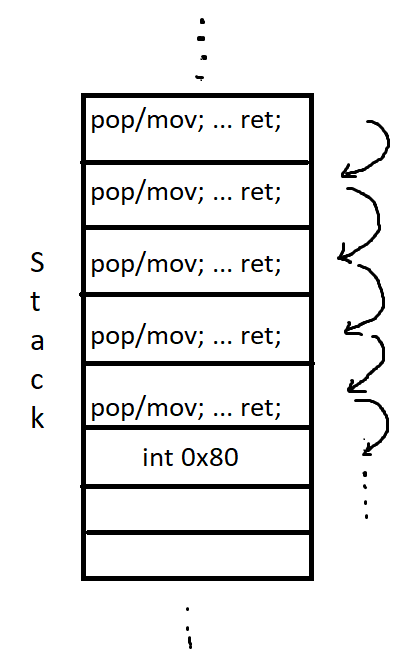 pop/mov; ... ret;
pop/mov; ... ret;
pop/mov; ... ret;
pop/mov; ... ret;
pop/mov; ... ret;
int 0x80
S
t
a
c
k